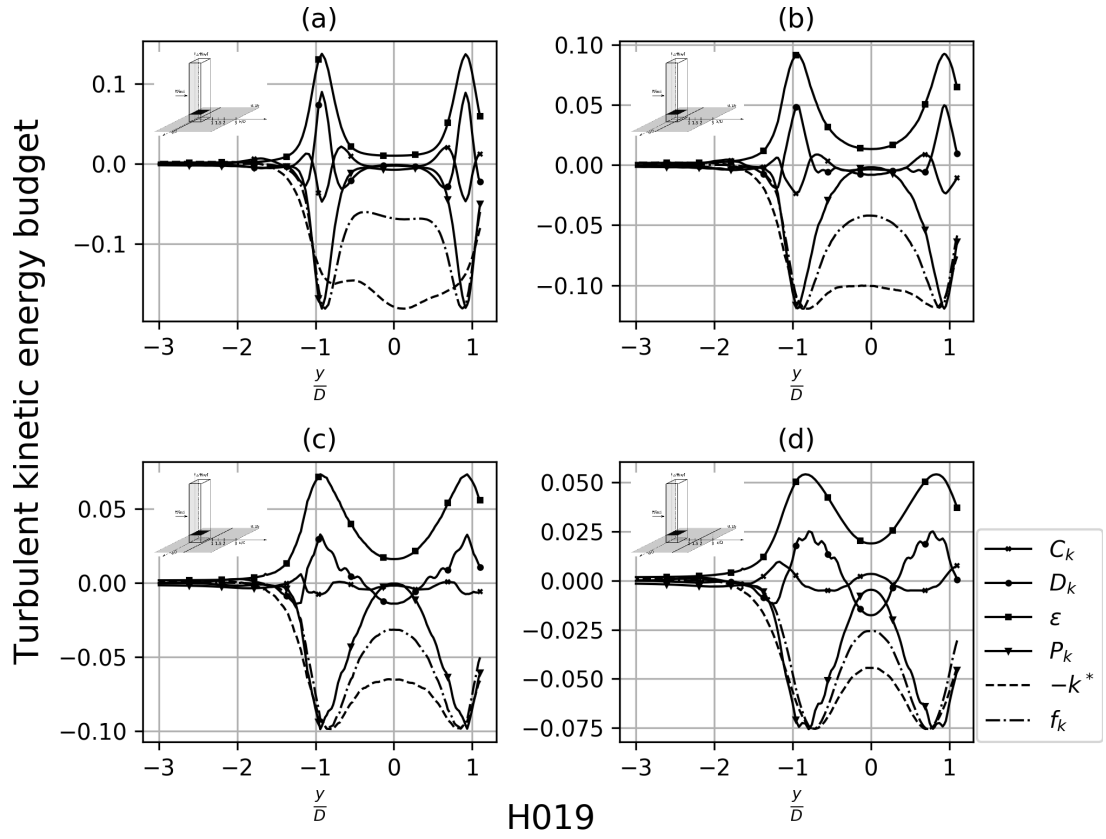 (a)
(b)
0.1
0.0
−0.1
−3 −2 −1 0 1
y/D
0.10
0.05
0.00
−0.05
−0.10
−3 −2 −1 0 1
y/D
Turbulent kinetic energy budget
(c)
(d)
0.05
0.00
−0.05
−0.10
−3 −2 −1 0 1
y/D
0.050
0.025
0.000
−0.025
−0.050
−0.075
−3 −2 −1 0 1
y/D
C_k
D_k
ε
P_k
−k*
f_k
H019